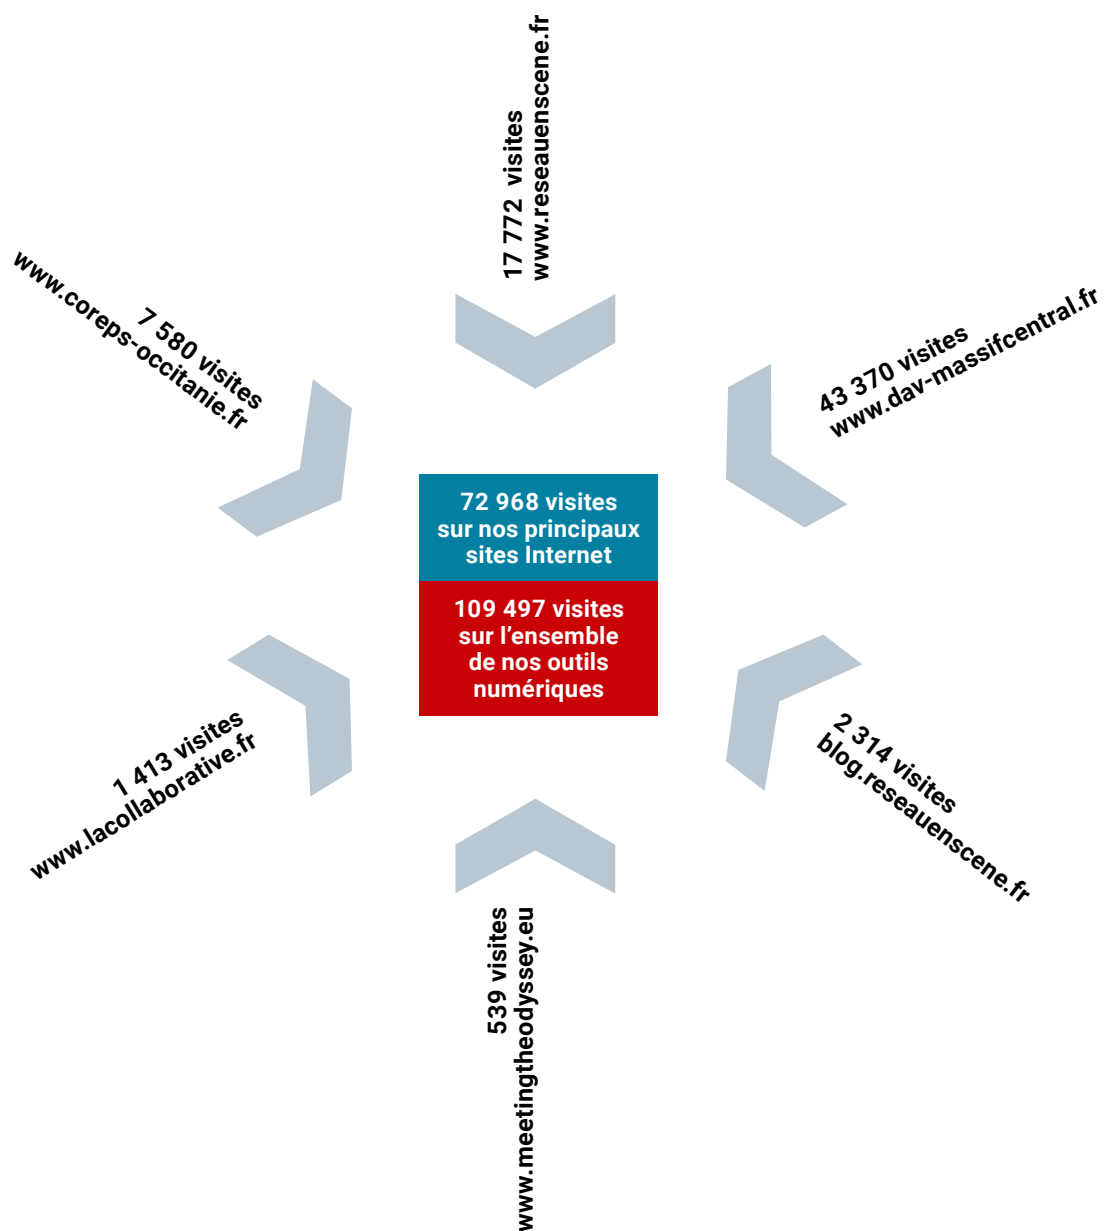 17 772 visites
www.reseauenscene.fr
7 580 visites
www.coreps-occitanie.fr
43 370 visites
www.dav-massifcentral.fr
72 968 visites
sur nos principaux
sites Internet
109 497 visites
sur l’ensemble
de nos outils
numériques
1 413 visites
www.lacollaborative.fr
2 314 visites
blog.reseauenscene.fr
539 visites
www.meetingtheodyssey.eu